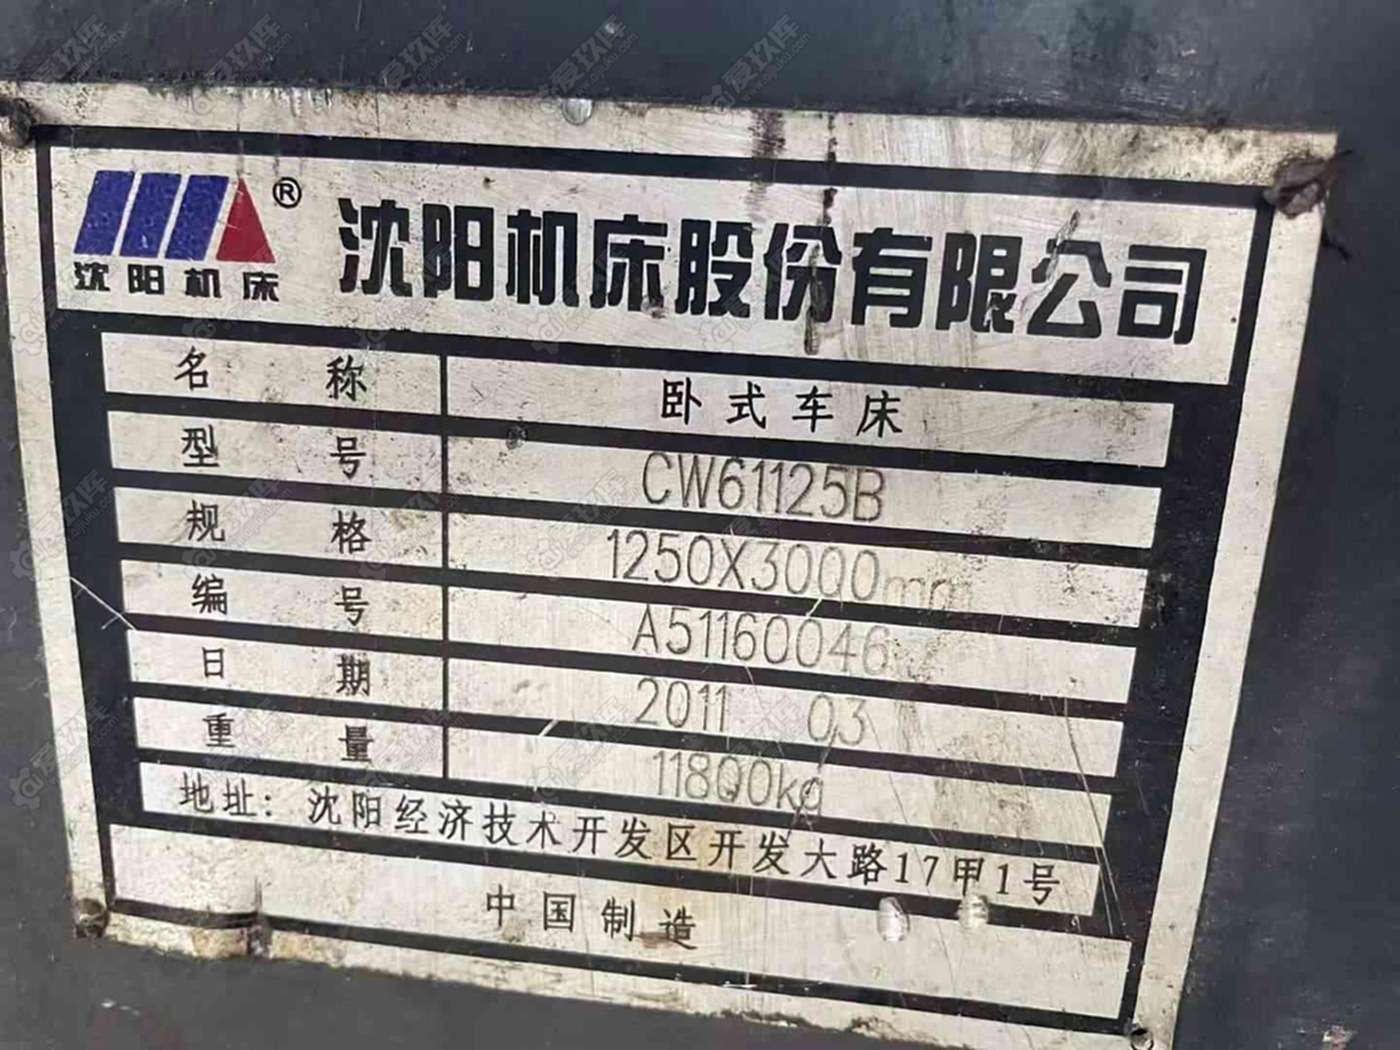 沈阳机床®
沈阳机床股份有限公司
名称 卧式车床
型号 CW61125B
规格 1250X3000mm
编号 A51160046
日期 2011 03
重量 11800kg
地址：沈阳经济技术开发区开发大路17甲1号
中国制造